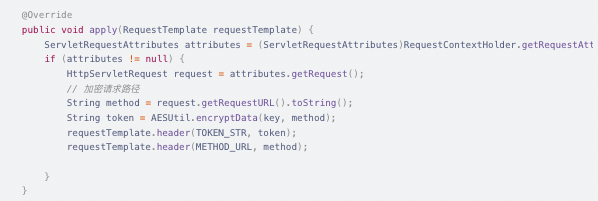 @Override
public void apply(RequestTemplate requestTemplate) {
ServletRequestAttributes attributes = (ServletRequestAttributes)RequestContextHolder.getRequestAtt
if (attributes != null) {
HttpServletRequest request = attributes.getRequest();
// 加密请求路径
String method = request.getRequestURL().toString();
String token = AESUtil.encryptData(key, method);
requestTemplate.header(TOKEN_STR, token);
requestTemplate.header(METHOD_URL, method);
}
}